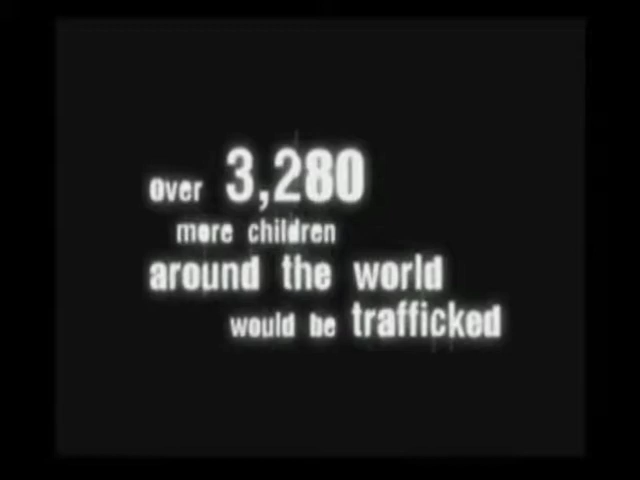 over 3,280
more children
around the world
would be trafficked